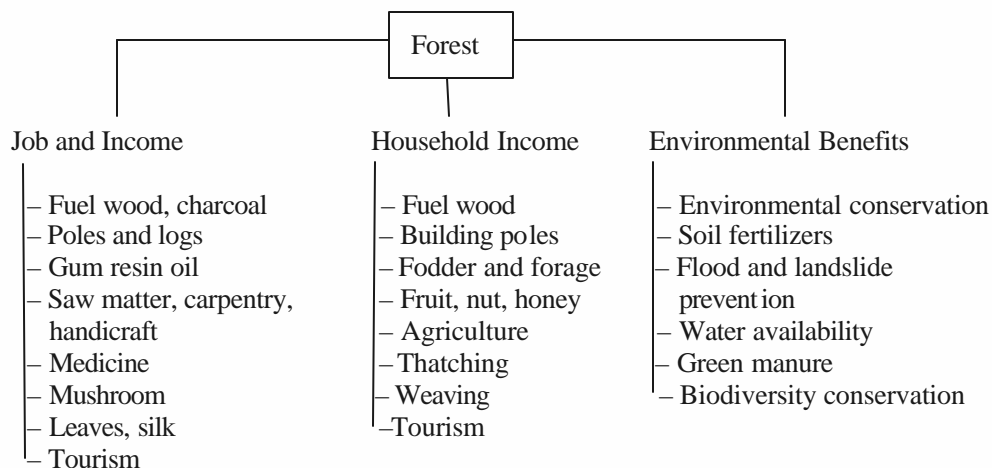 Forest
Job and Income
– Fuel wood, charcoal
– Poles and logs
– Gum resin oil
– Saw matter, carpentry,
handicraft
– Medicine
– Mushroom
– Leaves, silk
– Tourism
Household Income
– Fuel wood
– Building poles
– Fodder and forage
– Fruit, nut, honey
– Agriculture
– Thatching
– Weaving
–Tourism
Environmental Benefits
– Environmental conservation
– Soil fertilizers
– Flood and landslide
prevention
– Water availability
– Green manure
– Biodiversity conservation